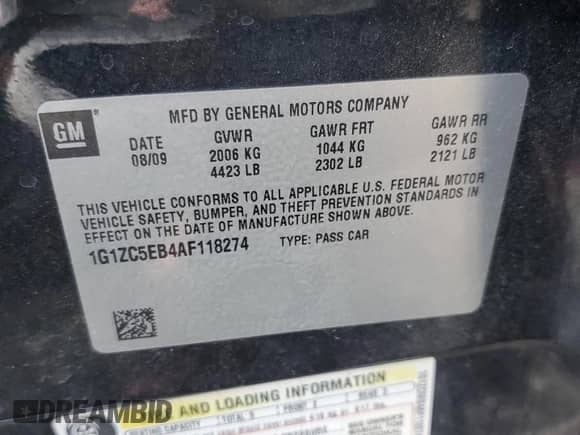 GM
MFD BY GENERAL MOTORS COMPANY
DATE GVWR GAWR FRT GAWR RR
08/09 2006 KG 1044 KG 962 KG
4423 LB 2302 LB 2121 LB
THIS VEHICLE CONFORMS TO ALL APPLICABLE U.S. FEDERAL MOTOR
VEHICLE SAFETY, BUMPER, AND THEFT PREVENTION STANDARDS IN
EFFECT ON THE DATE OF MANUFACTURE SHOWN ABOVE.
1G1ZC5EB4AF118274 TYPE: PASS CAR
AND LOADING INFORMATION